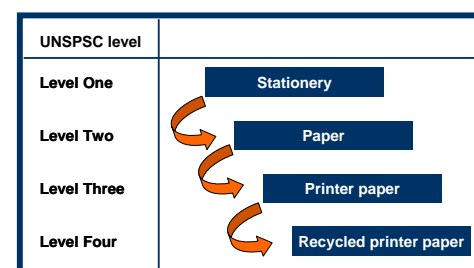 UNSPSC level
Level One Stationery
Level Two Paper
Level Three Printer paper
Level Four Recycled printer paper